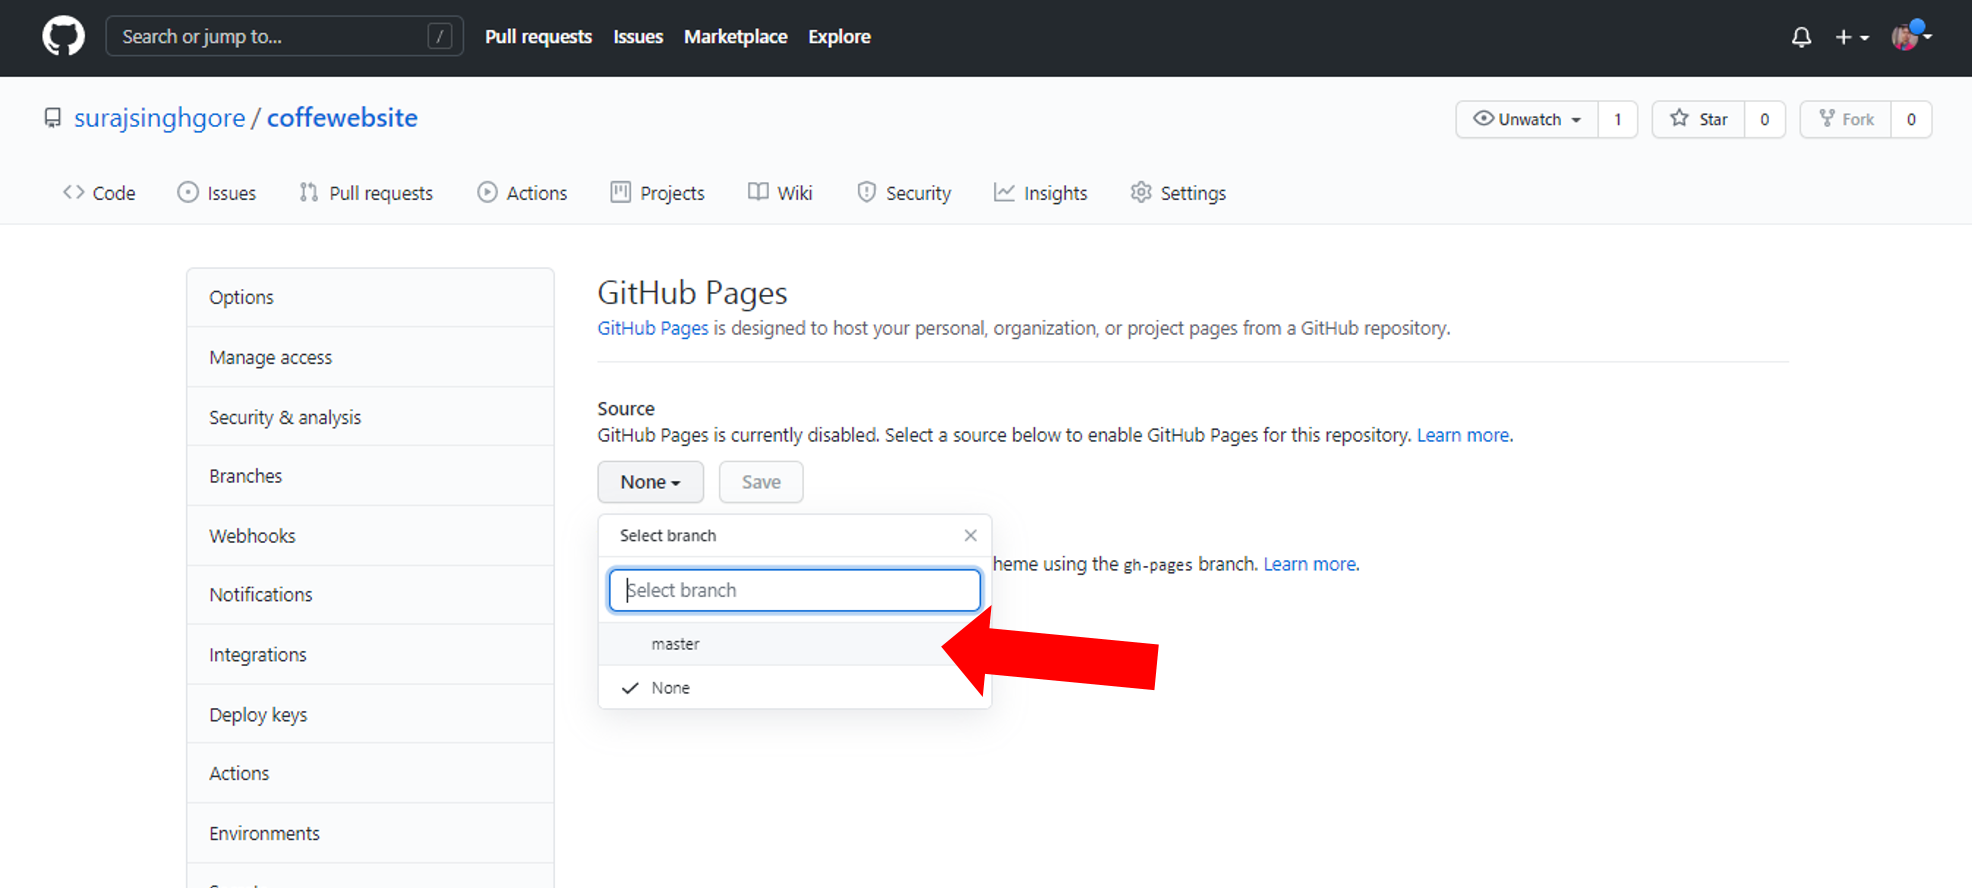 Search or jump to... /
Pull requests Issues Marketplace Explore
surajsinghgore / coffewebsite
Unwatch 1 Star 0 Fork 0
Code Issues Pull requests Actions Projects Wiki Security Insights Settings
Options
Manage access
Security & analysis
Branches
Webhooks
Notifications
Integrations
Deploy keys
Actions
Environments
GitHub Pages
GitHub Pages is designed to host your personal, organization, or project pages from a GitHub repository.
Source
GitHub Pages is currently disabled. Select a source below to enable GitHub Pages for this repository. Learn more.
None Save
Select branch
heme using the gh-pages branch. Learn more.
Select branch
master
None